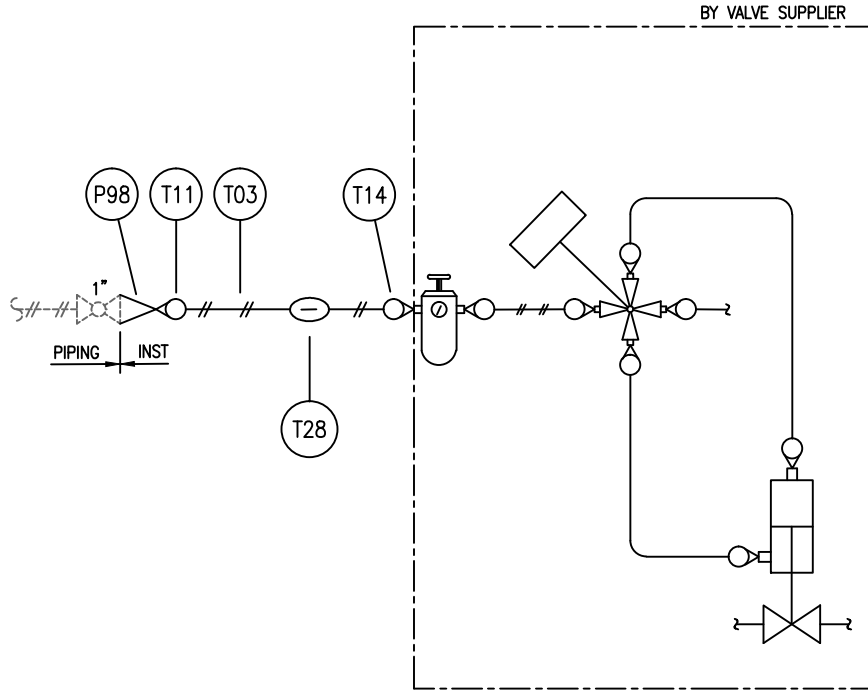 BY VALVE SUPPLIER
P98 T11 T03 T14
1"
PIPING INST
T28